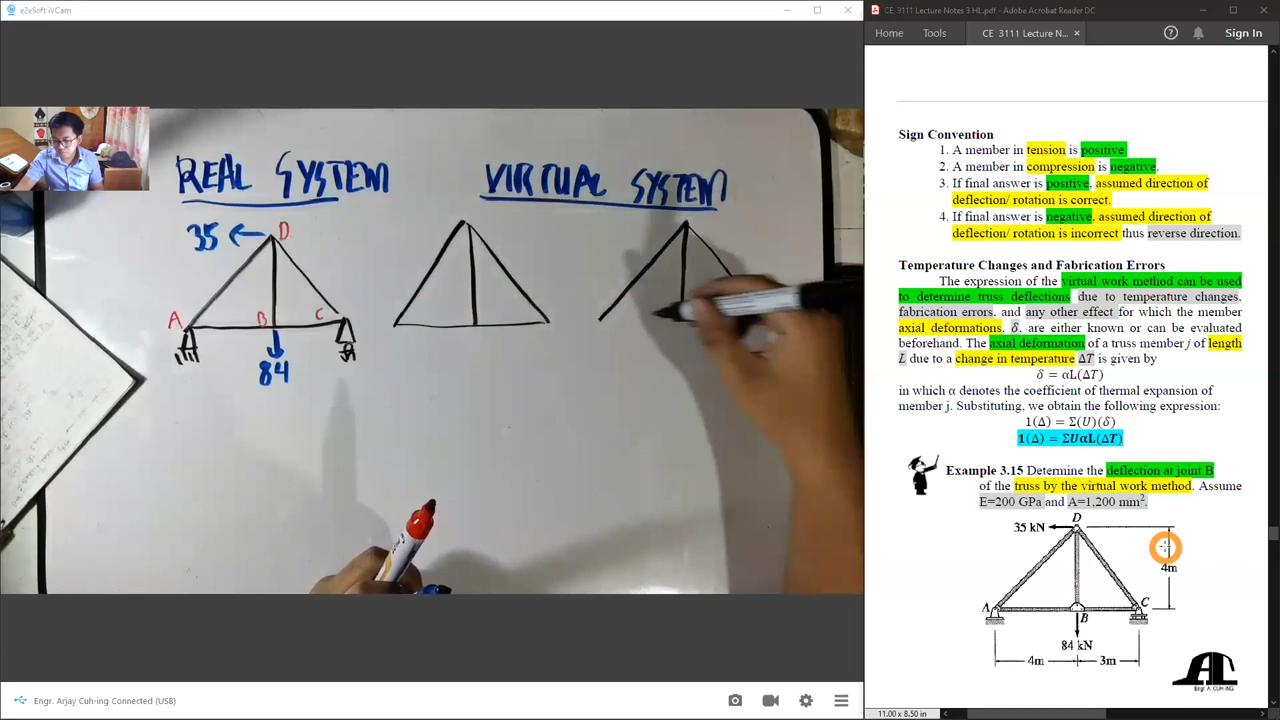 e2eSoft iVCam
REAL SYSTEM
VIRTUAL SYSTEM
35
D
A
B
C
84
Engr. Arjay Cuh-ing Connected (USB)
CE 3111 Lecture Notes 3 HL.pdf - Adobe Acrobat Reader DC
Home
Tools
CE 3111 Lecture N...
×
Sign In
Sign Convention
1. A member in tension is positive.
2. A member in compression is negative.
3. If final answer is positive, assumed direction of
deflection/ rotation is correct.
4. If final answer is negative, assumed direction of
deflection/ rotation is incorrect thus reverse direction.
Temperature Changes and Fabrication Errors
The expression of the virtual work method can be used
to determine truss deflections due to temperature changes,
fabrication errors, and any other effect for which the member
axial deformations, δ, are either known or can be evaluated
beforehand. The axial deformation of a truss member j of length
L due to a change in temperature ΔT is given by
δ = αL(ΔT)
in which α denotes the coefficient of thermal expansion of
member j. Substituting, we obtain the following expression:
1(Δ) = Σ(U)(δ)
1(Δ) = ΣUαL(ΔT)
Example 3.15 Determine the deflection at joint B
of the truss by the virtual work method. Assume
E=200 GPa and A=1,200 mm².
D
35 kN
4m
A
C
B
84 kN
4m
3m
Engr. A. CUH-ING
11.00 x 8.50 in